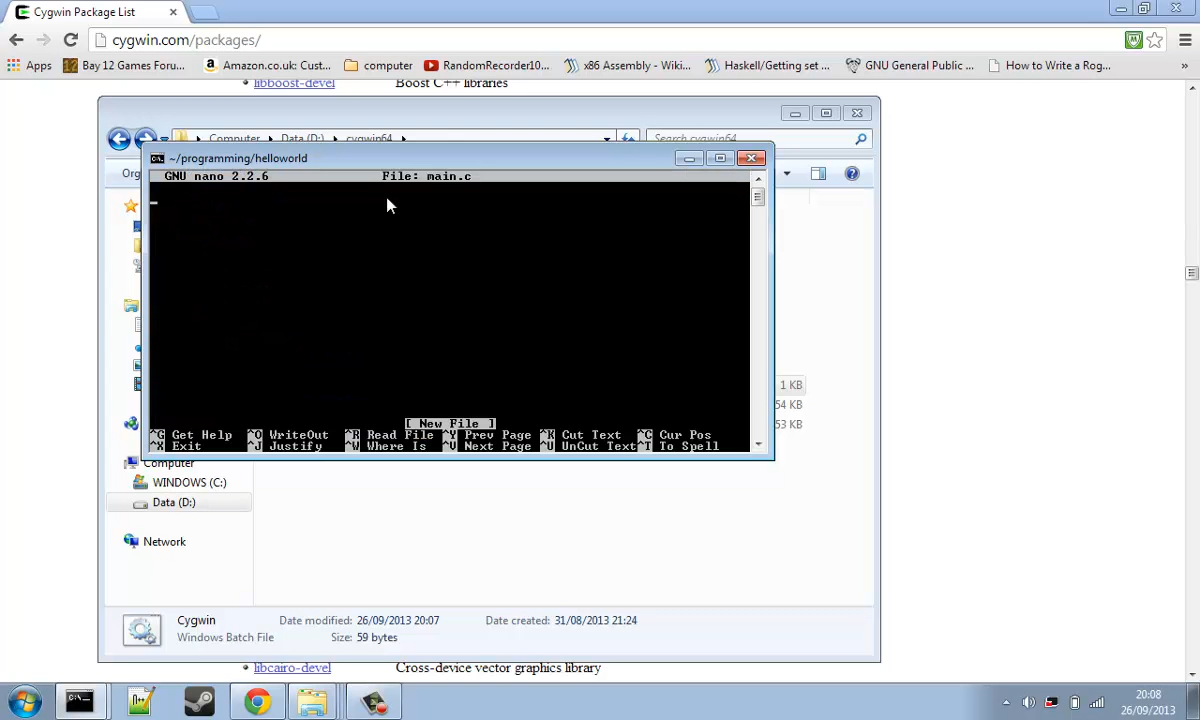 Cygwin Package List
cygwin.com/packages/
Apps Bay 12 Games Foru... Amazon.co.uk: Cust... computer RandomRecorder10... x86 Assembly - Wiki... Haskell/Getting set ... GNU General Public ... How to Write a Rog... »
libboost-devel Boost C++ libraries
Computer Data (D:) cygwin64 Search cygwin64
~/programming/helloworld
Org
GNU nano 2.2.6 File: main.c
1 KB
54 KB
53 KB
[ New File ]
^G Get Help ^O WriteOut ^R Read File ^Y Prev Page ^K Cut Text ^C Cur Pos
^X Exit ^J Justify ^W Where Is ^V Next Page ^U UnCut Text ^T To Spell
Computer
WINDOWS (C:)
Data (D:)
Network
Cygwin Date modified: 26/09/2013 20:07 Date created: 31/08/2013 21:24
Windows Batch File Size: 59 bytes
libcairo-devel Cross-device vector graphics library
20:08
26/09/2013